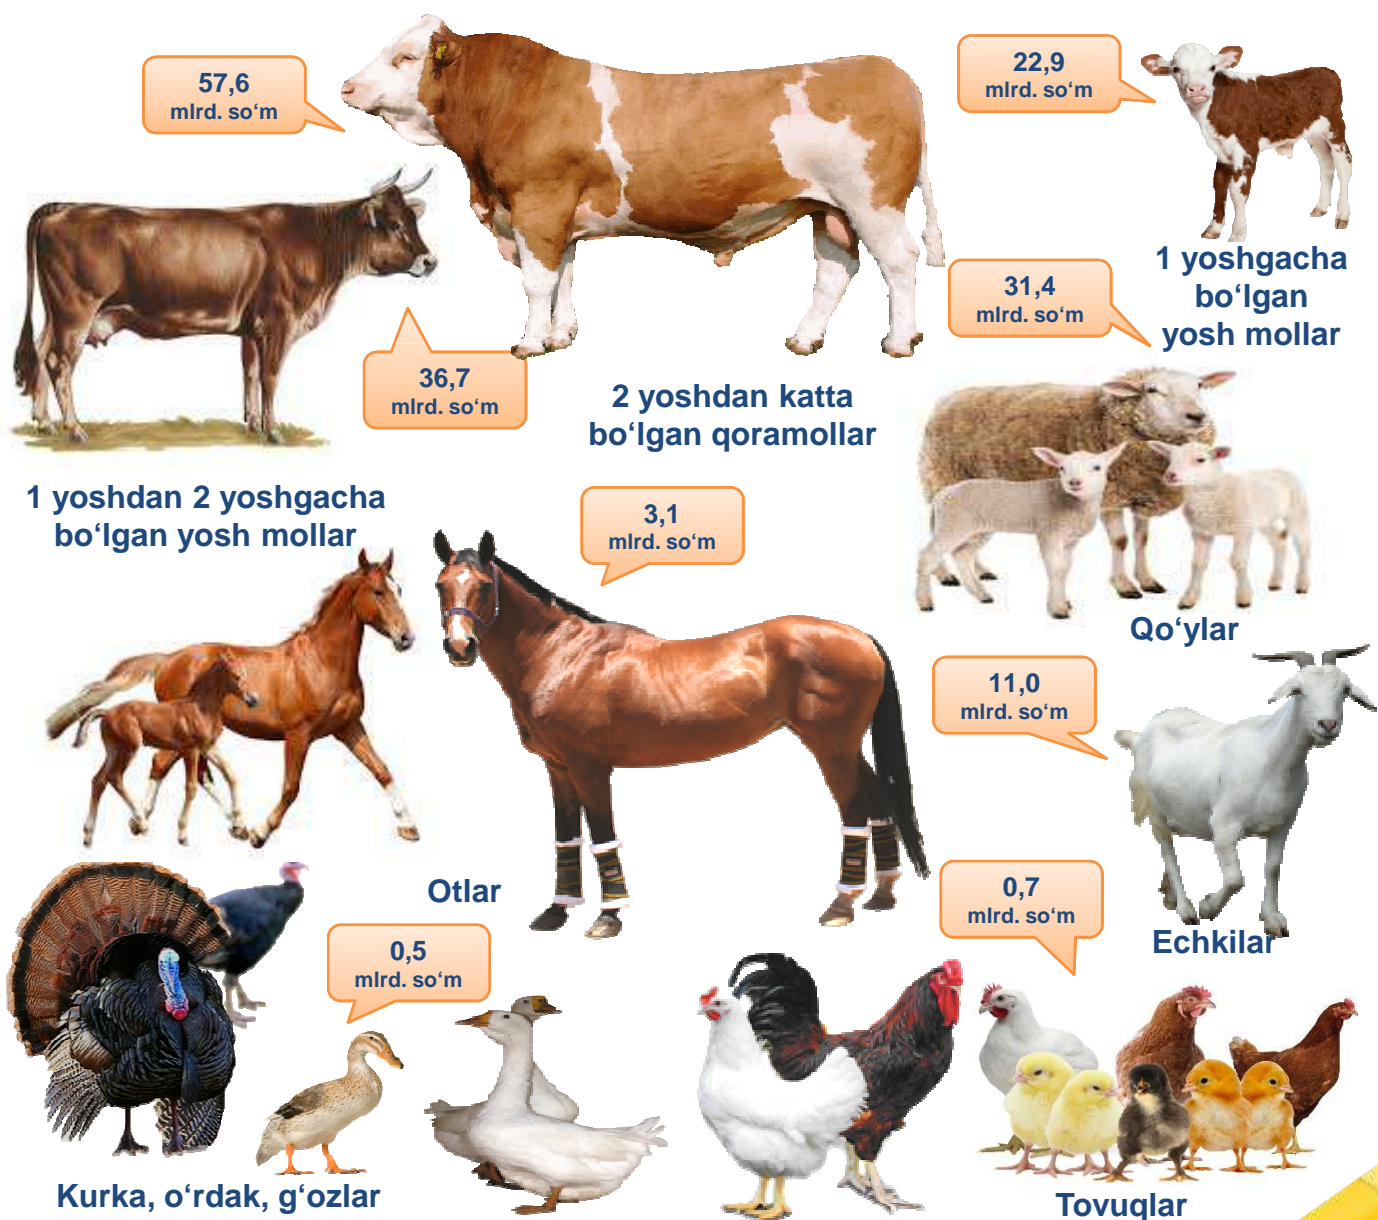 57,6
mlrd. so‘m
22,9
mlrd. so‘m
1 yoshgacha
bo‘lgan
yosh mollar
31,4
mlrd. so‘m
36,7
mlrd. so‘m
2 yoshdan katta
bo‘lgan qoramollar
1 yoshdan 2 yoshgacha
bo‘lgan yosh mollar
3,1
mlrd. so‘m
Qo‘ylar
11,0
mlrd. so‘m
Otlar
0,7
mlrd. so‘m
Echkilar
0,5
mlrd. so‘m
Kurka, o‘rdak, g‘ozlar
Tovuqlar